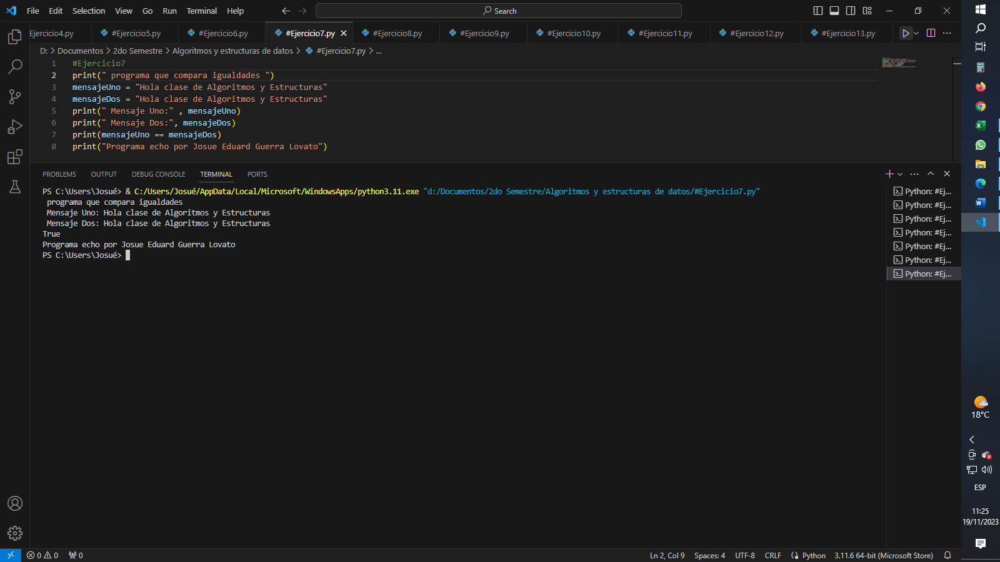 File Edit Selection View Go Run Terminal Help Search
Ejercicio4.py #Ejercicio5.py #Ejercicio6.py #Ejercicio7.py #Ejercicio8.py #Ejercicio9.py #Ejercicio10.py #Ejercicio11.py #Ejercicio12.py #Ejercicio13.py
D: > Documentos > 2do Semestre > Algoritmos y estructuras de datos > #Ejercicio7.py > ...
1 #Ejercicio7
2 print(" programa que compara igualdades ")
3 mensajeUno = "Hola clase de Algoritmos y Estructuras"
4 mensajeDos = "Hola clase de Algoritmos y Estructuras"
5 print(" Mensaje Uno:" , mensajeUno)
6 print(" Mensaje Dos:", mensajeDos)
7 print(mensajeUno == mensajeDos)
8 print("Programa echo por Josue Eduard Guerra Lovato")
PROBLEMS OUTPUT DEBUG CONSOLE TERMINAL PORTS
PS C:\Users\Josué> & C:/Users/Josué/AppData/Local/Microsoft/WindowsApps/python3.11.exe "d:/Documentos/2do Semestre/Algoritmos y estructuras de datos/#Ejercicio7.py"
programa que compara igualdades
Mensaje Uno: Hola clase de Algoritmos y Estructuras
Mensaje Dos: Hola clase de Algoritmos y Estructuras
True
Programa echo por Josue Eduard Guerra Lovato
PS C:\Users\Josué>
Python: #Ej...
Python: #Ej...
Python: #Ej...
Python: #Ej...
Python: #Ej...
Python: #Ej...
Python: #Ej...
18°C
ESP
11:25
19/11/2023
0 0 0 Ln 2, Col 9 Spaces: 4 UTF-8 CRLF Python 3.11.6 64-bit (Microsoft Store)